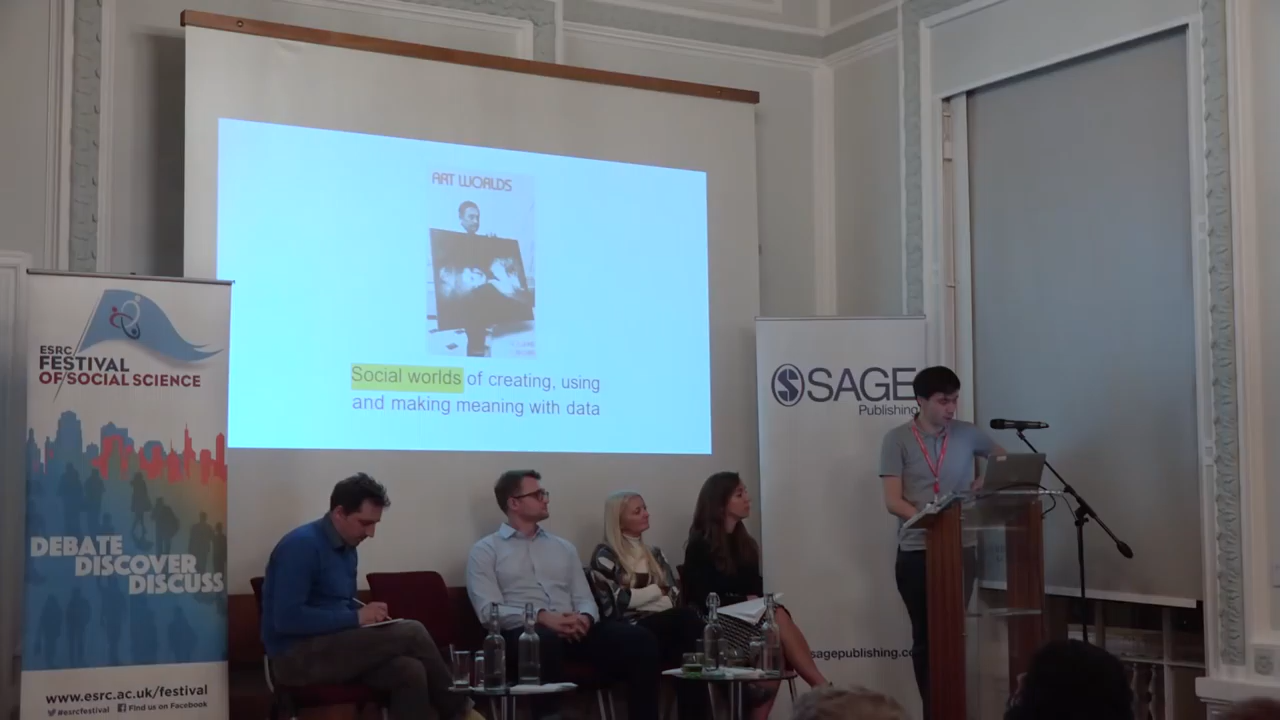 ART WORLDS
Social worlds of creating, using
and making meaning with data
ESRC
FESTIVAL
OF SOCIAL SCIENCE
DEBATE
DISCOVER
DISCUSS
www.esrc.ac.uk/festival
#esrcfestival Find us on Facebook
SAGE
Publishing
sagepublishing.co